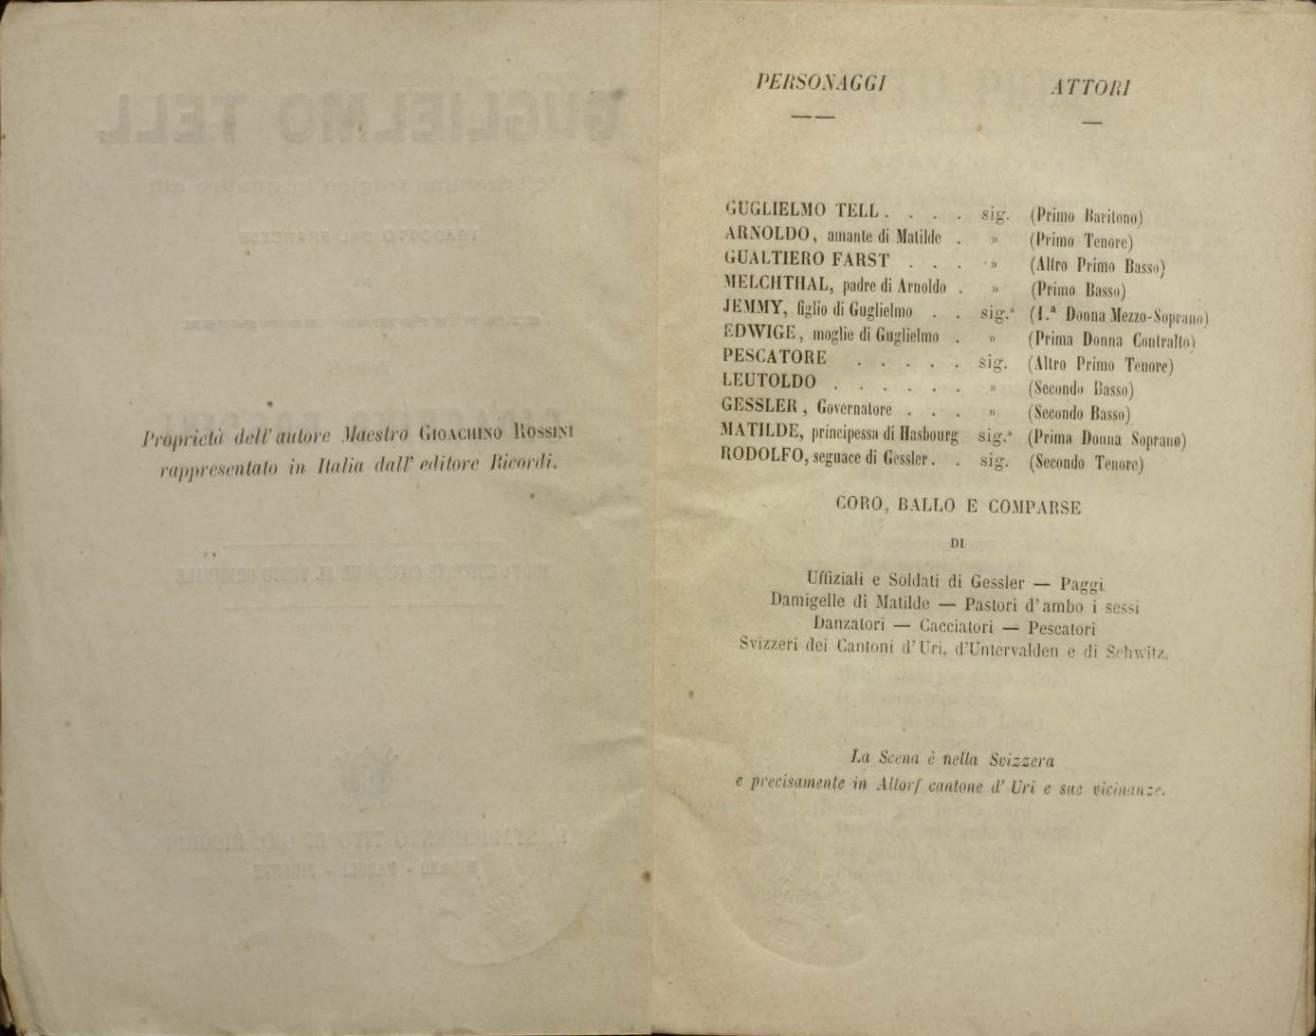 Proprietà dell'autore Maestro GIOACHINO ROSSINI
rappresentato in Italia dall'editore Ricordi.
PERSONAGGI ATTORI
GUGLIELMO TELL . . . . sig. (Primo Baritono)
ARNOLDO, amante di Matilde . » (Primo Tenore)
GUALTIERO FARST . . . » (Altro Primo Basso)
MELCHTHAL, padre di Arnoldo . » (Primo Basso)
JEMMY, figlio di Guglielmo . . sig.ª (1.ª Donna Mezzo-Soprano)
EDWIGE, moglie di Guglielmo . » (Prima Donna Contralto)
PESCATORE . . . . . sig. (Altro Primo Tenore)
LEUTOLDO . . . . . . » (Secondo Basso)
GESSLER, Governatore . . . » (Secondo Basso)
MATILDE, principessa di Hasbourg sig.ª (Prima Donna Soprano)
RODOLFO, seguace di Gessler. . sig. (Secondo Tenore)
CORO, BALLO E COMPARSE
DI
Uffiziali e Soldati di Gessler — Paggi
Damigelle di Matilde — Pastori d'ambo i sessi
Danzatori — Cacciatori — Pescatori
Svizzeri dei Cantoni d'Uri, d'Untervalden e di Schwitz.
La Scena è nella Svizzera
e precisamente in Altorf cantone d'Uri e sue vicinanze.